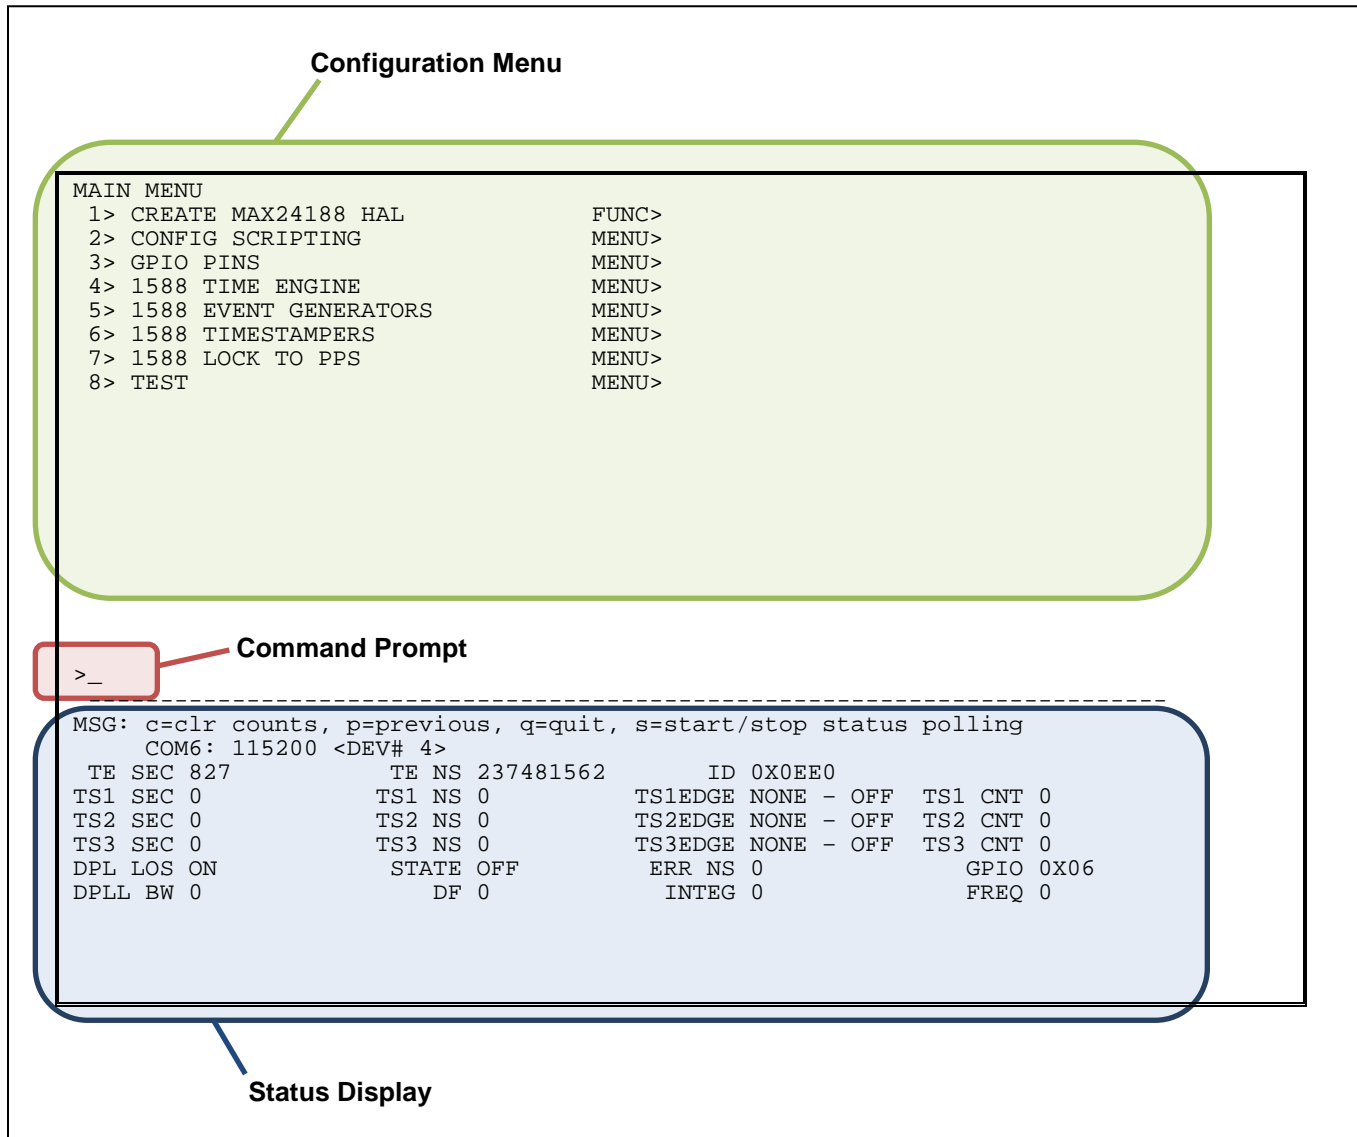 Configuration Menu
MAIN MENU
1> CREATE MAX24188 HAL FUNC>
2> CONFIG SCRIPTING MENU>
3> GPIO PINS MENU>
4> 1588 TIME ENGINE MENU>
5> 1588 EVENT GENERATORS MENU>
6> 1588 TIMESTAMPERS MENU>
7> 1588 LOCK TO PPS MENU>
8> TEST MENU>
Command Prompt
>_
---------------------------------------------------------------------------
MSG: c=clr counts, p=previous, q=quit, s=start/stop status polling
COM6: 115200 <DEV# 4>
TE SEC 827 TE NS 237481562 ID 0X0EE0
TS1 SEC 0 TS1 NS 0 TS1EDGE NONE – OFF TS1 CNT 0
TS2 SEC 0 TS2 NS 0 TS2EDGE NONE – OFF TS2 CNT 0
TS3 SEC 0 TS3 NS 0 TS3EDGE NONE – OFF TS3 CNT 0
DPL LOS ON STATE OFF ERR NS 0 GPIO 0X06
DPLL BW 0 DF 0 INTEG 0 FREQ 0
Status Display